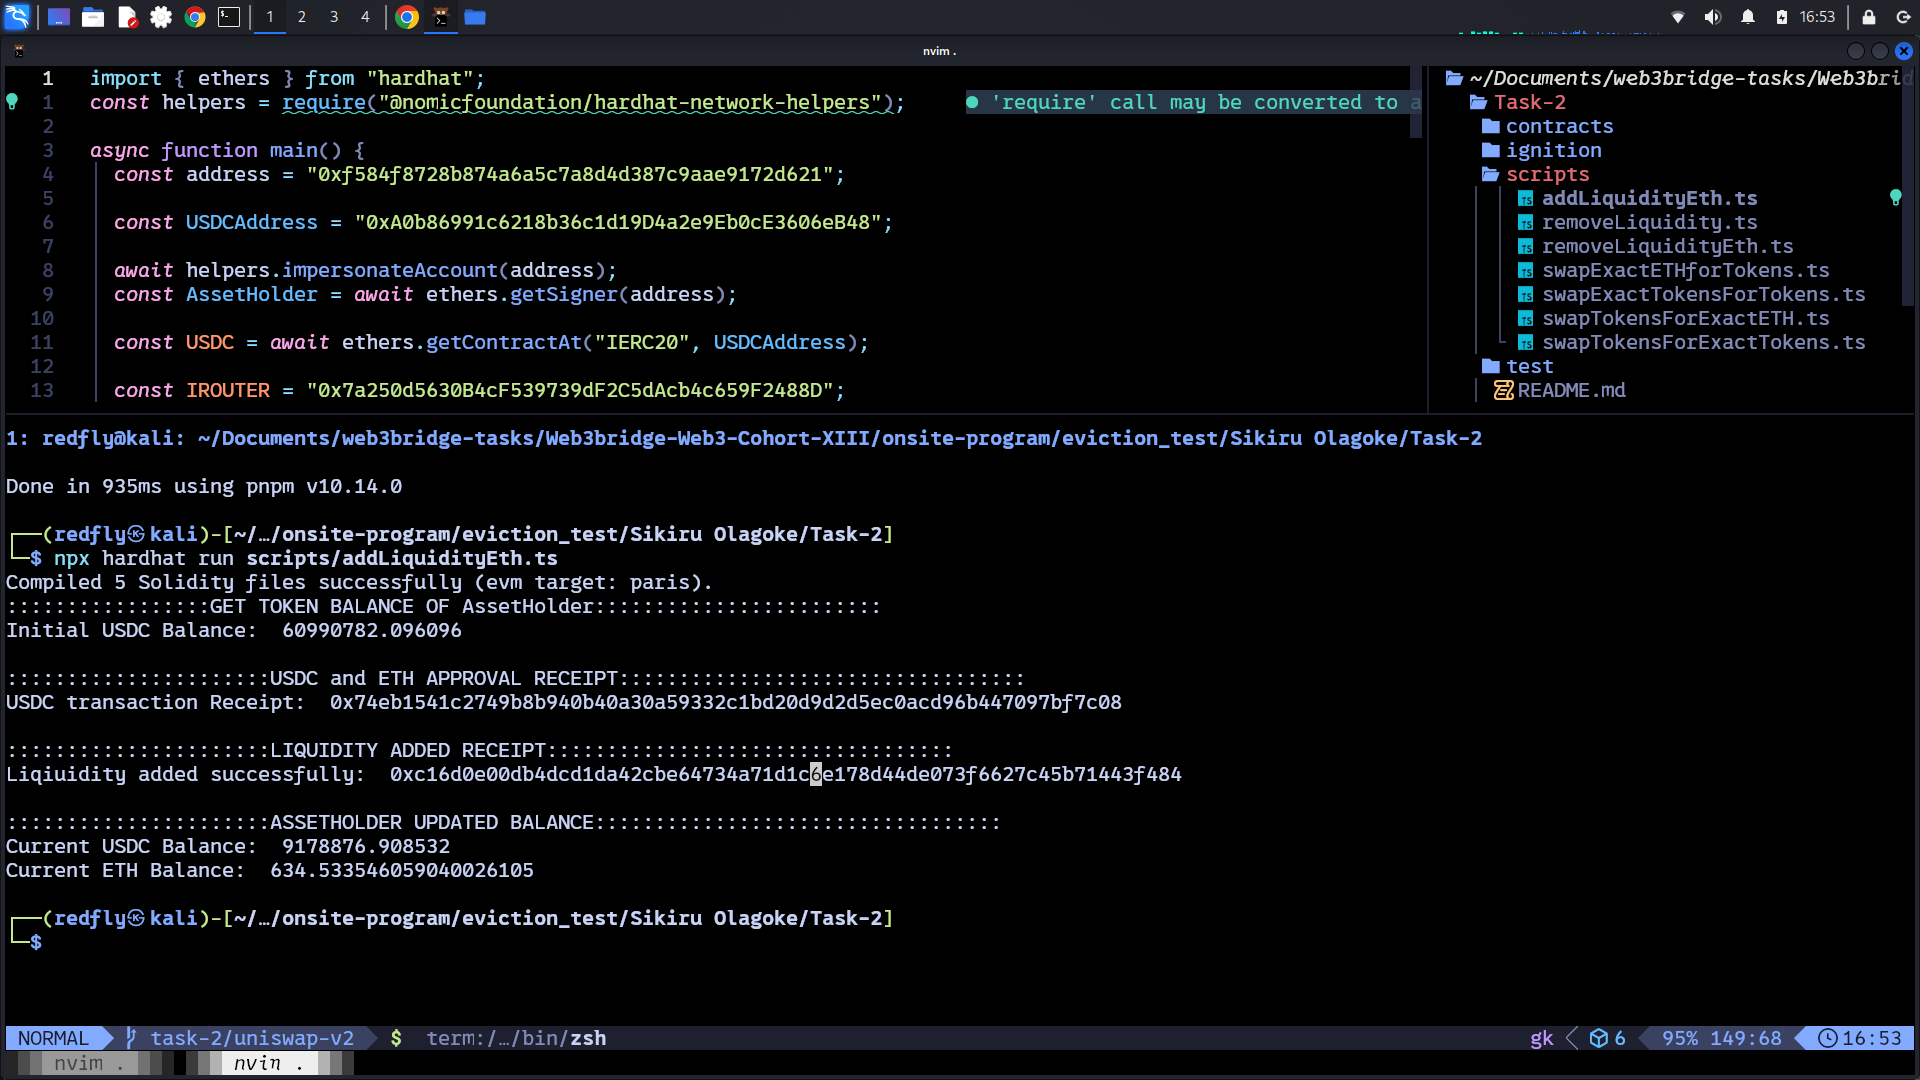 1 2 3 4 16:53
nvim .
1 import { ethers } from "hardhat";
1 const helpers = require("@nomicfoundation/hardhat-network-helpers"); 'require' call may be converted to a
2
3 async function main() {
4 const address = "0xf584f8728b874a6a5c7a8d4d387c9aae9172d621";
5
6 const USDCAddress = "0xA0b86991c6218b36c1d19D4a2e9Eb0cE3606eB48";
7
8 await helpers.impersonateAccount(address);
9 const AssetHolder = await ethers.getSigner(address);
10
11 const USDC = await ethers.getContractAt("IERC20", USDCAddress);
12
13 const IROUTER = "0x7a250d5630B4cF539739dF2C5dAcb4c659F2488D";
~/Documents/web3bridge-tasks/Web3brid
Task-2
contracts
ignition
scripts
TS addLiquidityEth.ts
TS removeLiquidity.ts
TS removeLiquidityEth.ts
TS swapExactETHforTokens.ts
TS swapExactTokensForTokens.ts
TS swapTokensForExactETH.ts
TS swapTokensForExactTokens.ts
test
README.md
1: redfly@kali: ~/Documents/web3bridge-tasks/Web3bridge-Web3-Cohort-XIII/onsite-program/eviction_test/Sikiru Olagoke/Task-2
Done in 935ms using pnpm v10.14.0
┌──(redfly㉿kali)-[~/…/onsite-program/eviction_test/Sikiru Olagoke/Task-2]
└─$ npx hardhat run scripts/addLiquidityEth.ts
Compiled 5 Solidity files successfully (evm target: paris).
:::::::::::::::::GET TOKEN BALANCE OF AssetHolder::::::::::::::::::::::::
Initial USDC Balance:  60990782.096096
::::::::::::::::::::::USDC and ETH APPROVAL RECEIPT::::::::::::::::::::::::::::::::::
USDC transaction Receipt:  0x74eb1541c2749b8b940b40a30a59332c1bd20d9d2d5ec0acd96b447097bf7c08
::::::::::::::::::::::LIQUIDITY ADDED RECEIPT::::::::::::::::::::::::::::::::::
Liqiuidity added successfully:  0xc16d0e00db4dcd1da42cbe64734a71d1c6e178d44de073f6627c45b71443f484
::::::::::::::::::::::ASSETHOLDER UPDATED BALANCE::::::::::::::::::::::::::::::::::
Current USDC Balance:  9178876.908532
Current ETH Balance:  634.533546059040026105
┌──(redfly㉿kali)-[~/…/onsite-program/eviction_test/Sikiru Olagoke/Task-2]
└─$
NORMAL task-2/uniswap-v2 $ term:/…/bin/zsh gk 6 95% 149:68 16:53
nvim . nvin .